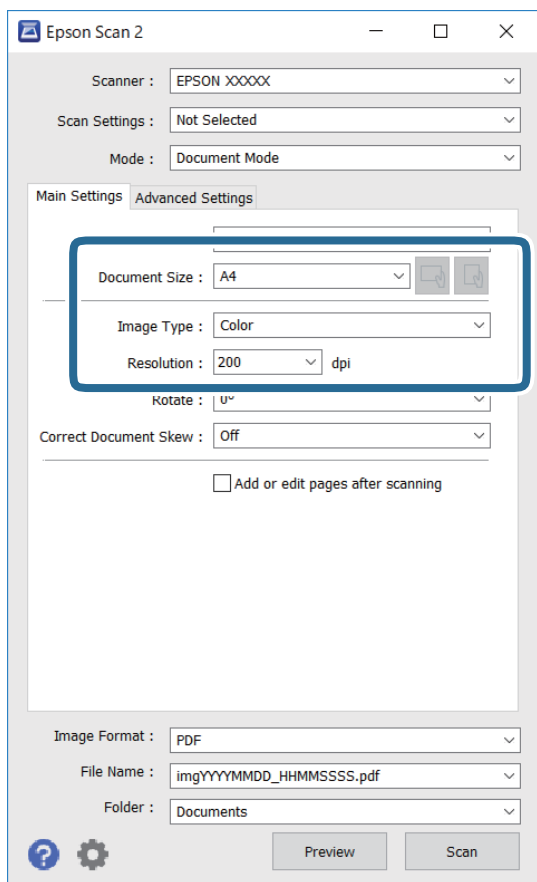 Epson Scan 2
Scanner : EPSON XXXXX
Scan Settings : Not Selected
Mode : Document Mode
Main Settings Advanced Settings
Document Size : A4
Image Type : Color
Resolution : 200 dpi
Rotate : 0º
Correct Document Skew : Off
Add or edit pages after scanning
Image Format : PDF
File Name : imgYYYYMMDD_HHMMSSSS.pdf
Folder : Documents
? Preview Scan